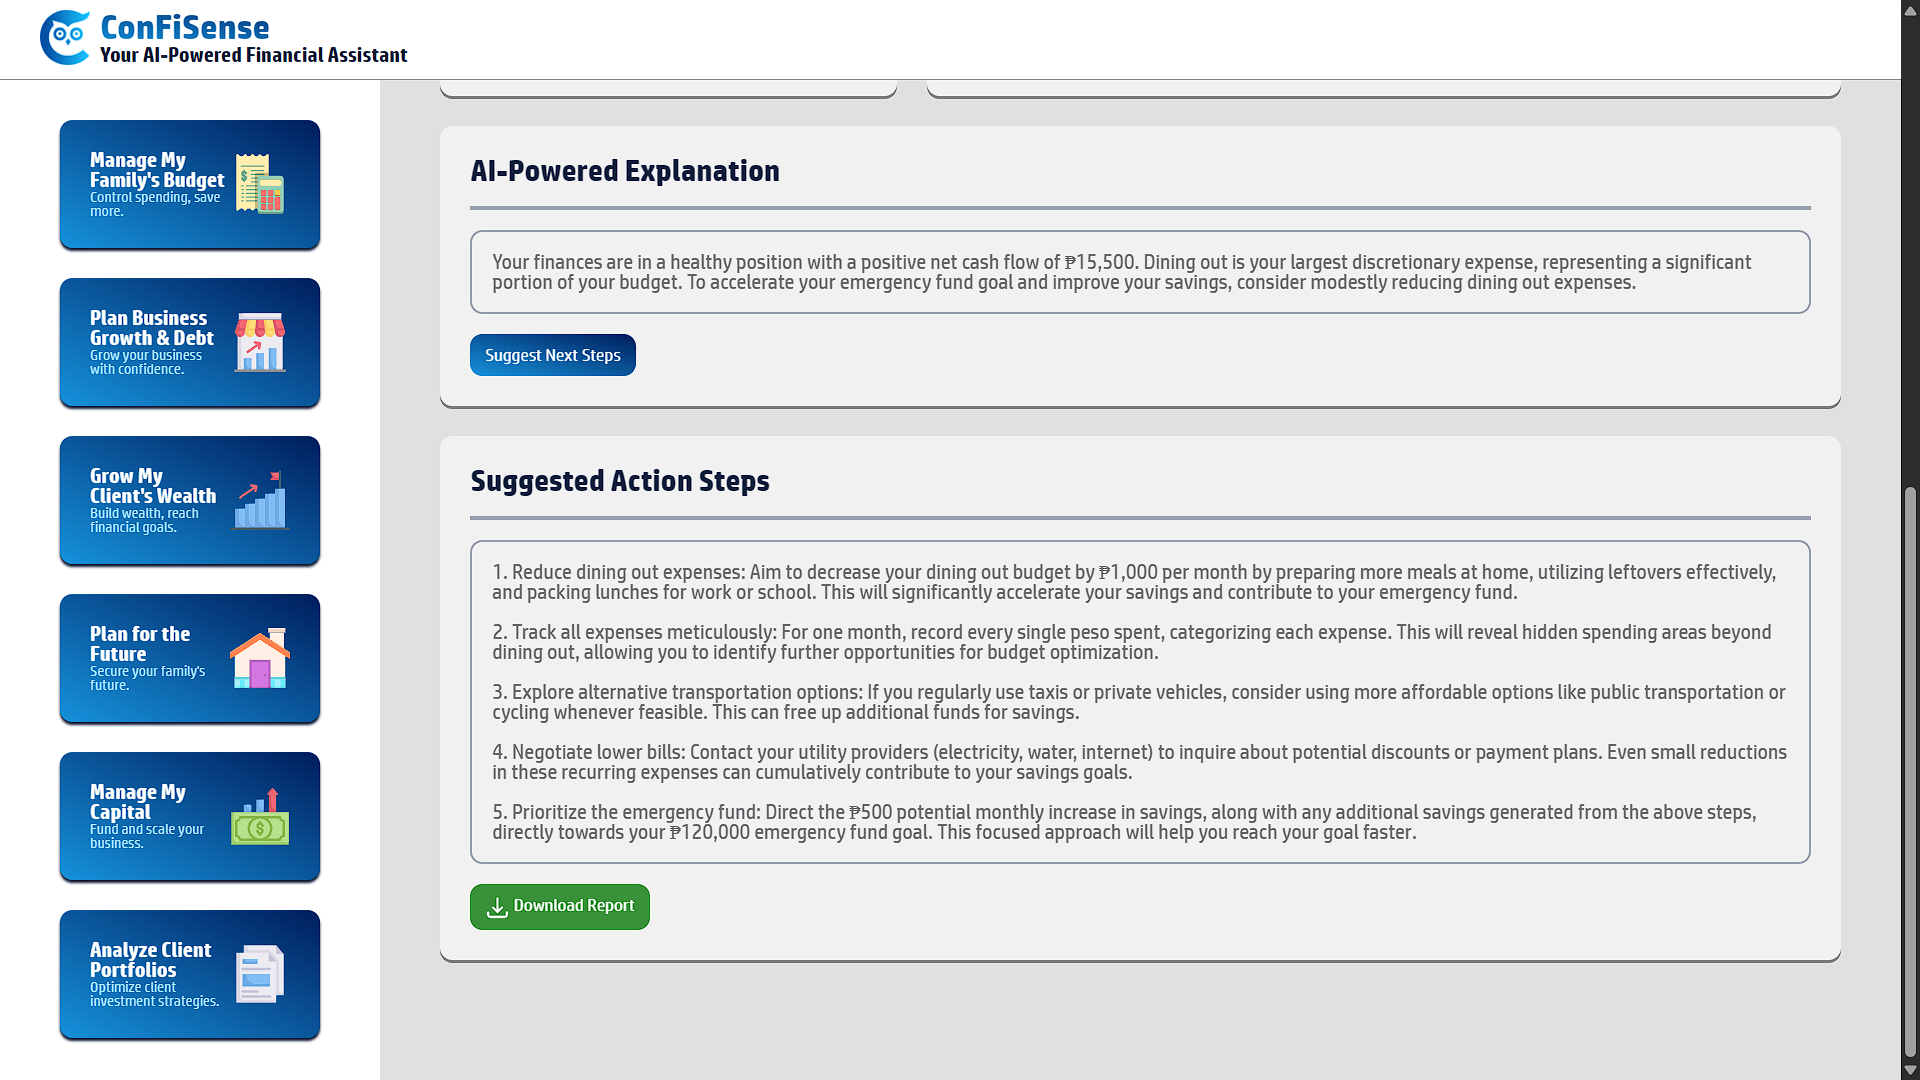 ConFiSense
Your AI-Powered Financial Assistant
Manage My
Family's Budget
Control spending, save
more.
Plan Business
Growth & Debt
Grow your business
with confidence.
Grow My
Client's Wealth
Build wealth, reach
financial goals.
Plan for the
Future
Secure your family's
future.
Manage My
Capital
Fund and scale your
business.
Analyze Client
Portfolios
Optimize client
investment strategies.
AI-Powered Explanation
Your finances are in a healthy position with a positive net cash flow of ₱15,500. Dining out is your largest discretionary expense, representing a significant
portion of your budget. To accelerate your emergency fund goal and improve your savings, consider modestly reducing dining out expenses.
Suggest Next Steps
Suggested Action Steps
1. Reduce dining out expenses: Aim to decrease your dining out budget by ₱1,000 per month by preparing more meals at home, utilizing leftovers effectively,
and packing lunches for work or school. This will significantly accelerate your savings and contribute to your emergency fund.
2. Track all expenses meticulously: For one month, record every single peso spent, categorizing each expense. This will reveal hidden spending areas beyond
dining out, allowing you to identify further opportunities for budget optimization.
3. Explore alternative transportation options: If you regularly use taxis or private vehicles, consider using more affordable options like public transportation or
cycling whenever feasible. This can free up additional funds for savings.
4. Negotiate lower bills: Contact your utility providers (electricity, water, internet) to inquire about potential discounts or payment plans. Even small reductions
in these recurring expenses can cumulatively contribute to your savings goals.
5. Prioritize the emergency fund: Direct the ₱500 potential monthly increase in savings, along with any additional savings generated from the above steps,
directly towards your ₱120,000 emergency fund goal. This focused approach will help you reach your goal faster.
Download Report